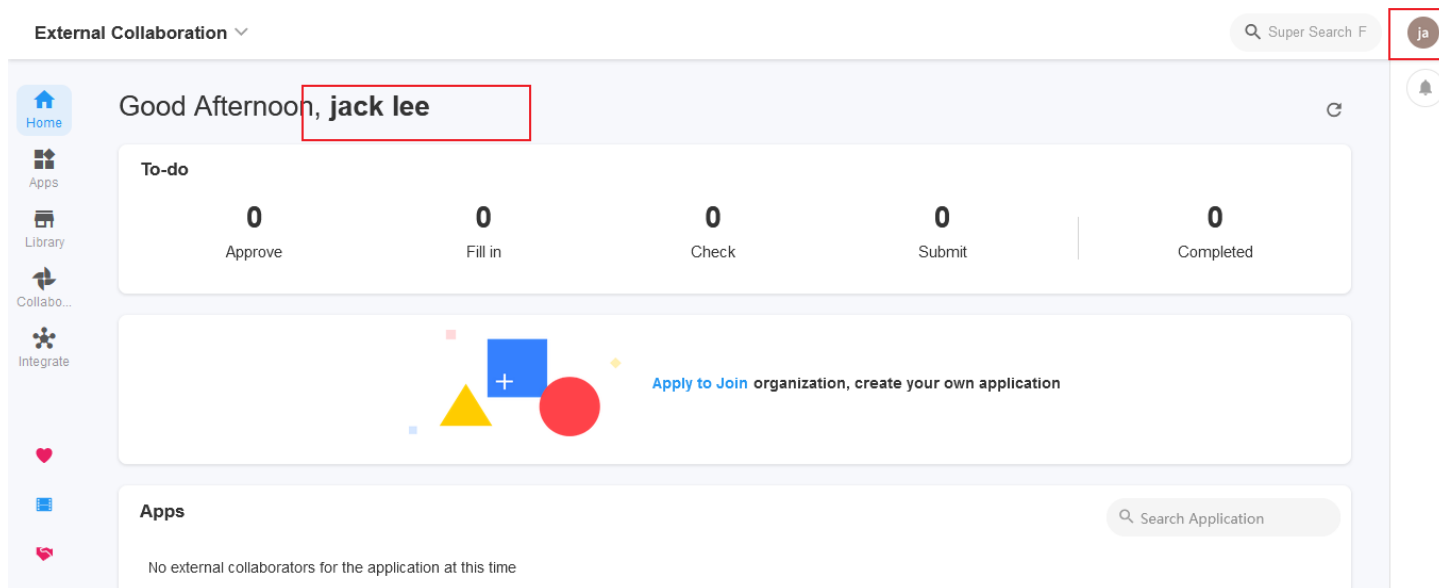 External Collaboration
Super Search F
ja
Home
Good Afternoon, jack lee
Apps
Library
Collabo...
Integrate
To-do
0 0 0 0 0
Approve Fill in Check Submit Completed
Apply to Join organization, create your own application
Apps
Search Application
No external collaborators for the application at this time